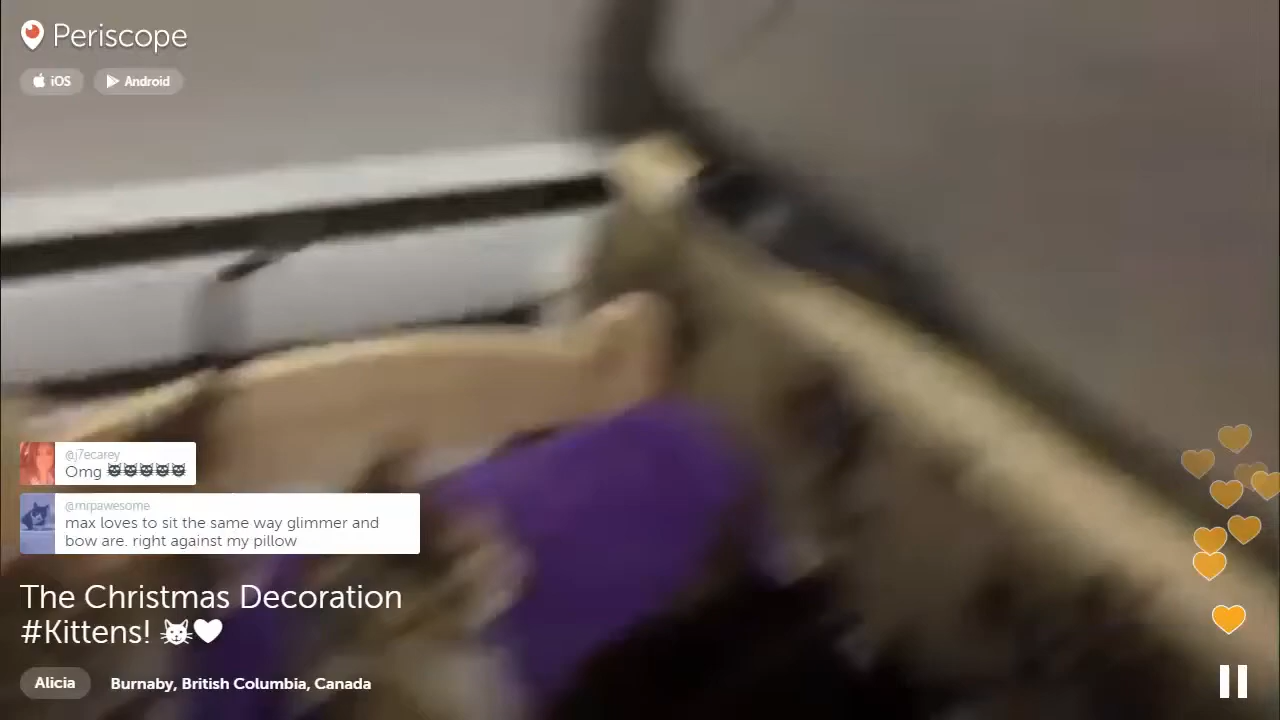 Periscope
iOS
Android
@j7ecarey
Omg 😈😈😈😈😈
@mrpawesome
max loves to sit the same way glimmer and
bow are. right against my pillow
The Christmas Decoration
#Kittens! 🐱❤
Alicia
Burnaby, British Columbia, Canada